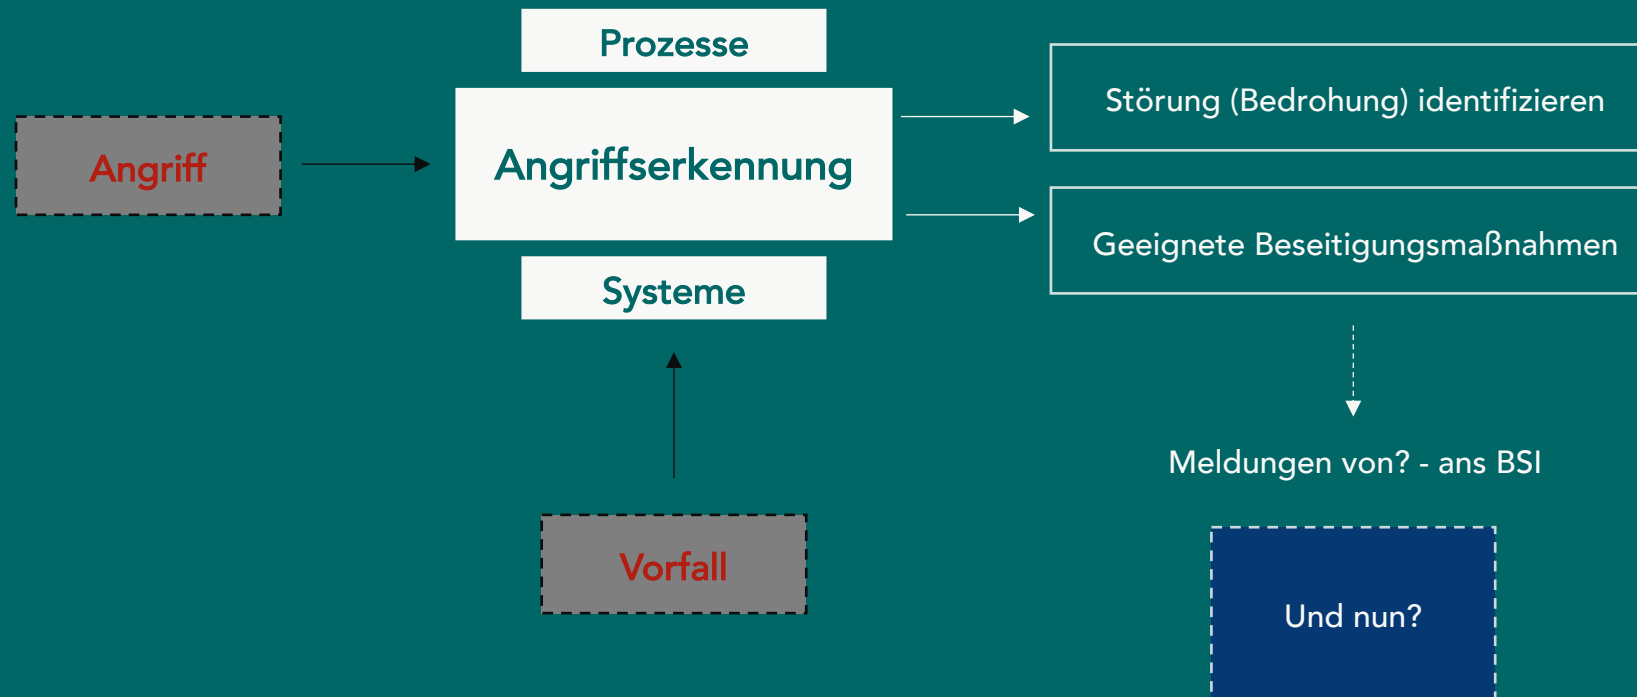 Prozesse
Angriff
Angriffserkennung
Systeme
Vorfall
Störung (Bedrohung) identifizieren
Geeignete Beseitigungsmaßnahmen
Meldungen von? - ans BSI
Und nun?